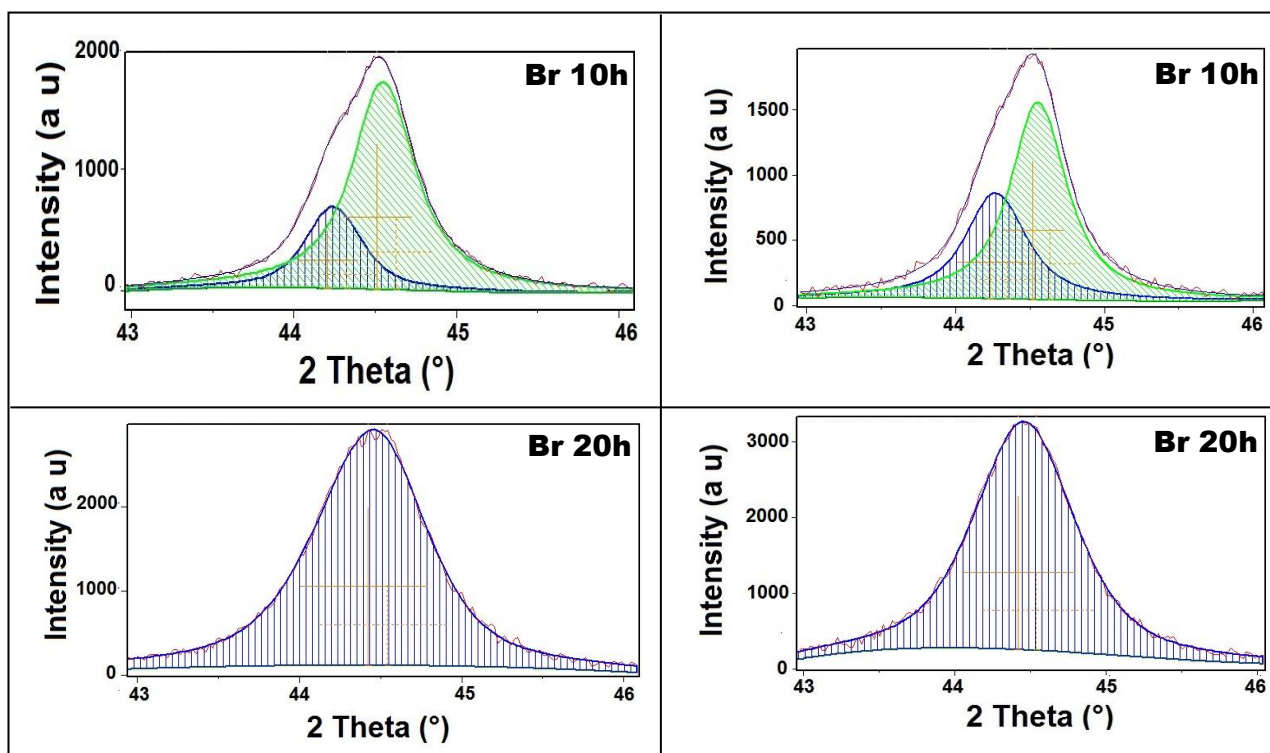 2000
1000
0
Intensity (a u)
Br 10h
43 44 45 46
2 Theta (°)
1500
1000
500
0
Intensity (a u)
Br 10h
43 44 45 46
2 Theta (°)
2000
1000
0
Intensity (a u)
Br 20h
43 44 45 46
2 Theta (°)
3000
2000
1000
0
Intensity (a u)
Br 20h
43 44 45 46
2 Theta (°)